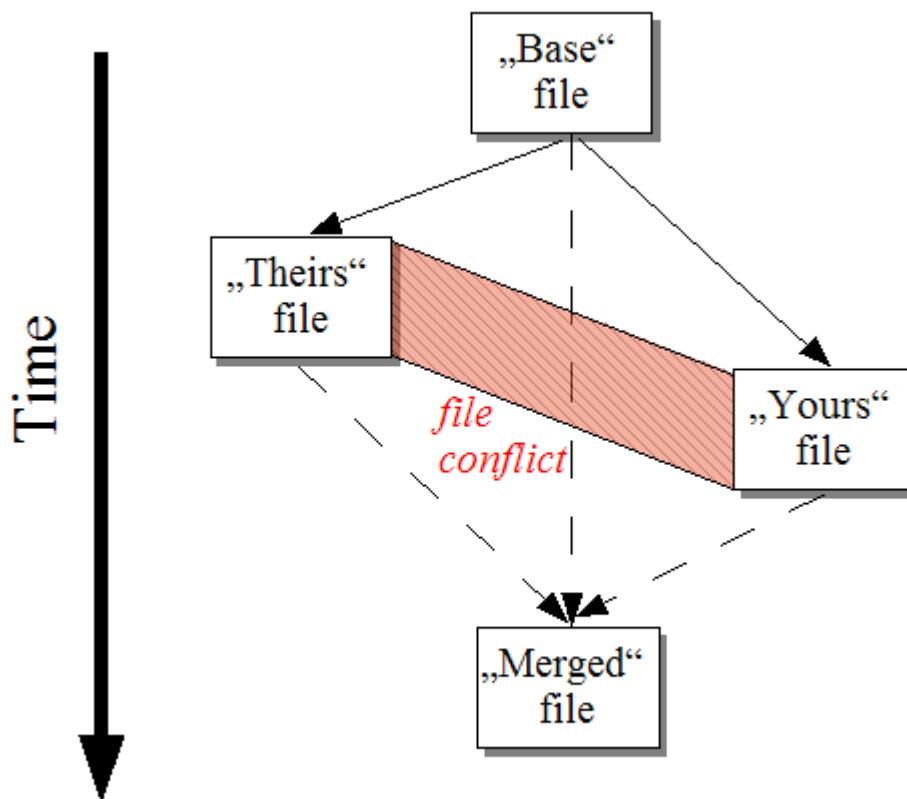 „Base“
file
„Theirs“
file
Time
„Yours“
file
file
conflict
„Merged“
file